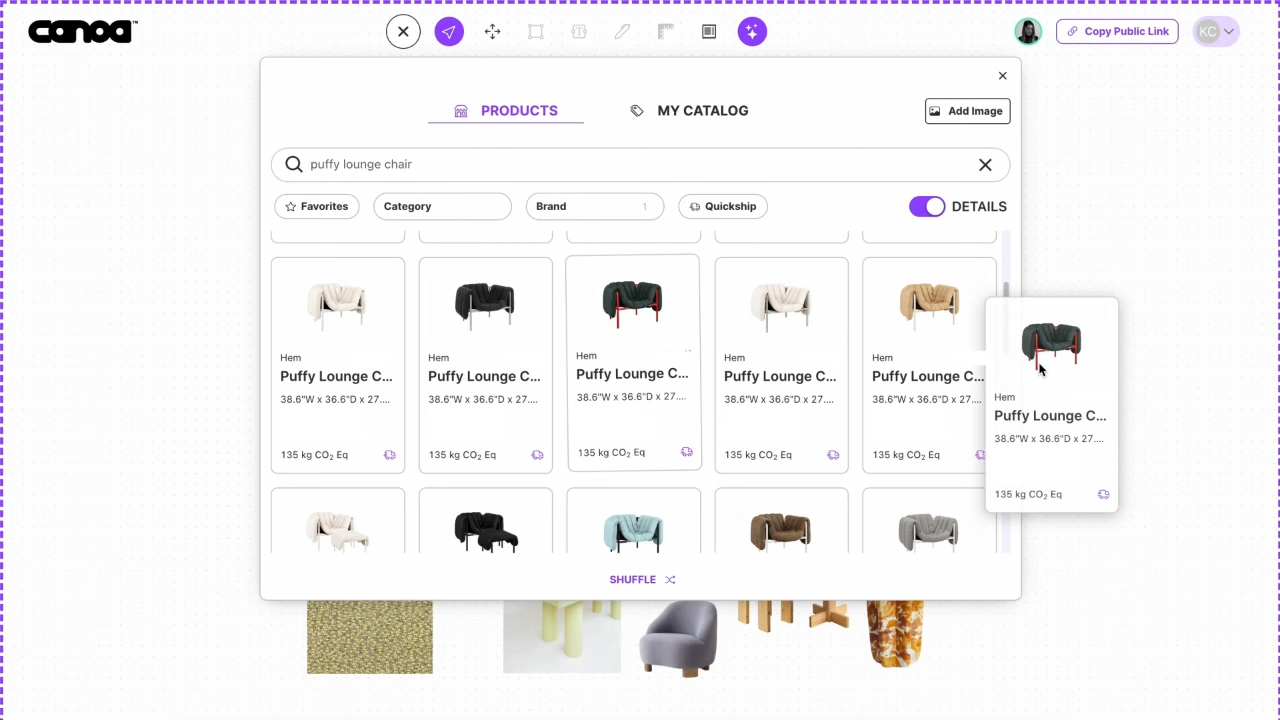 canoa™
Copy Public Link
KC
PRODUCTS
MY CATALOG
Add Image
puffy lounge chair
Favorites
Category
Brand 1
Quickship
DETAILS
Hem
Puffy Lounge C...
38.6"W x 36.6"D x 27....
135 kg CO₂ Eq
Hem
Puffy Lounge C...
38.6"W x 36.6"D x 27....
135 kg CO₂ Eq
Hem
Puffy Lounge C...
38.6"W x 36.6"D x 27....
135 kg CO₂ Eq
Hem
Puffy Lounge C...
38.6"W x 36.6"D x 27....
135 kg CO₂ Eq
Hem
Puffy Lounge C...
38.6"W x 36.6"D x 27....
135 kg CO₂ Eq
Hem
Puffy Lounge C...
38.6"W x 36.6"D x 27....
135 kg CO₂ Eq
SHUFFLE